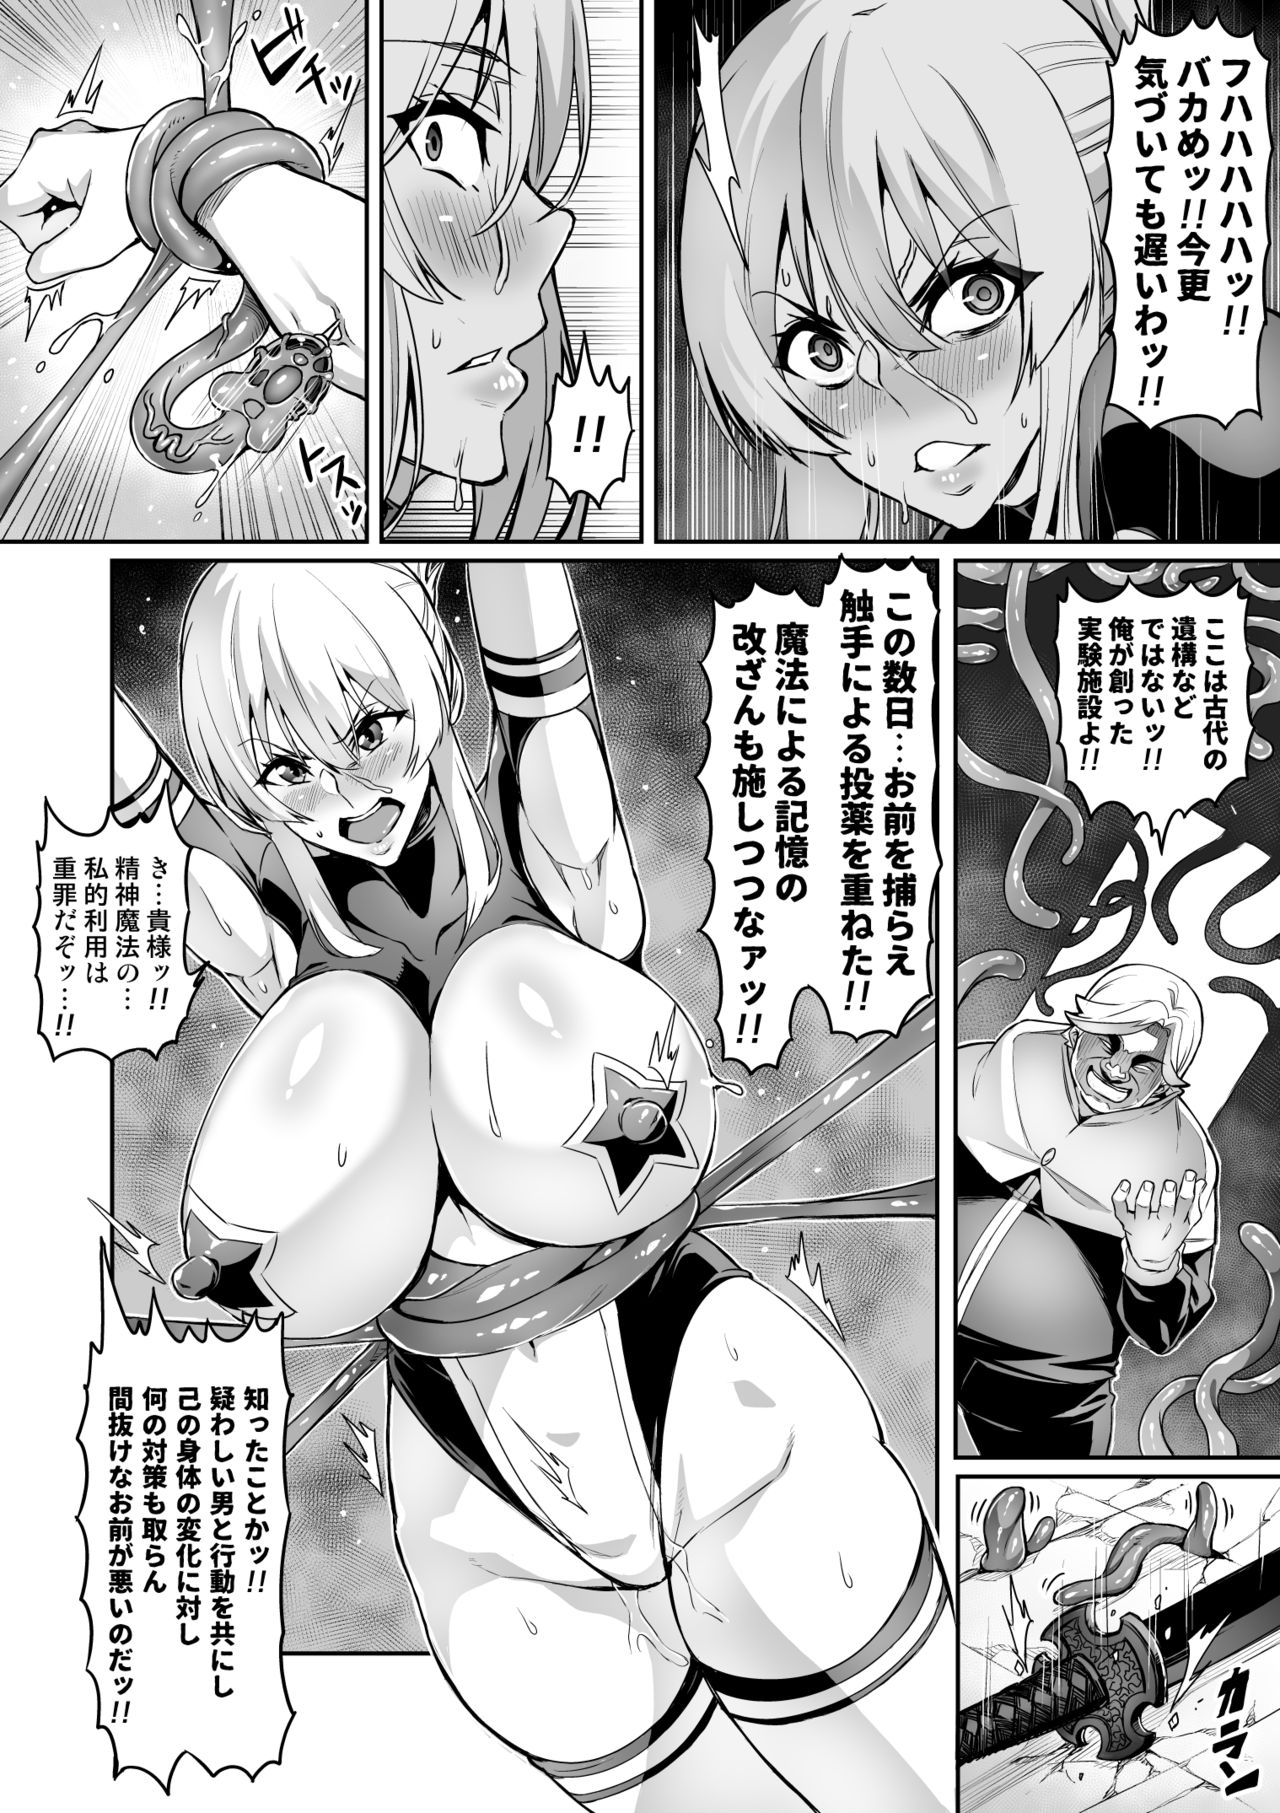 フハハハハハッ!!
バカめッ!!今更
気づいても遅いわッ!!
!!
ビチッ
トスッ
ここは古代の
遺構など
ではないッ!!
俺が創った
実験施設よ!!
この数日…お前を捕らえ
触手による投薬を重ねた!!
魔法による記憶の
改ざんも施しつつなァッ!!
き…貴様ッ!!
精神魔法の…
私的利用は
重罪だぞッ…!!
カラン
知ったことかッ!!
疑わしい男と行動を共にし
己の身体の変化に対し
何の対策も取らん
間抜けなお前が悪いのだッ!!